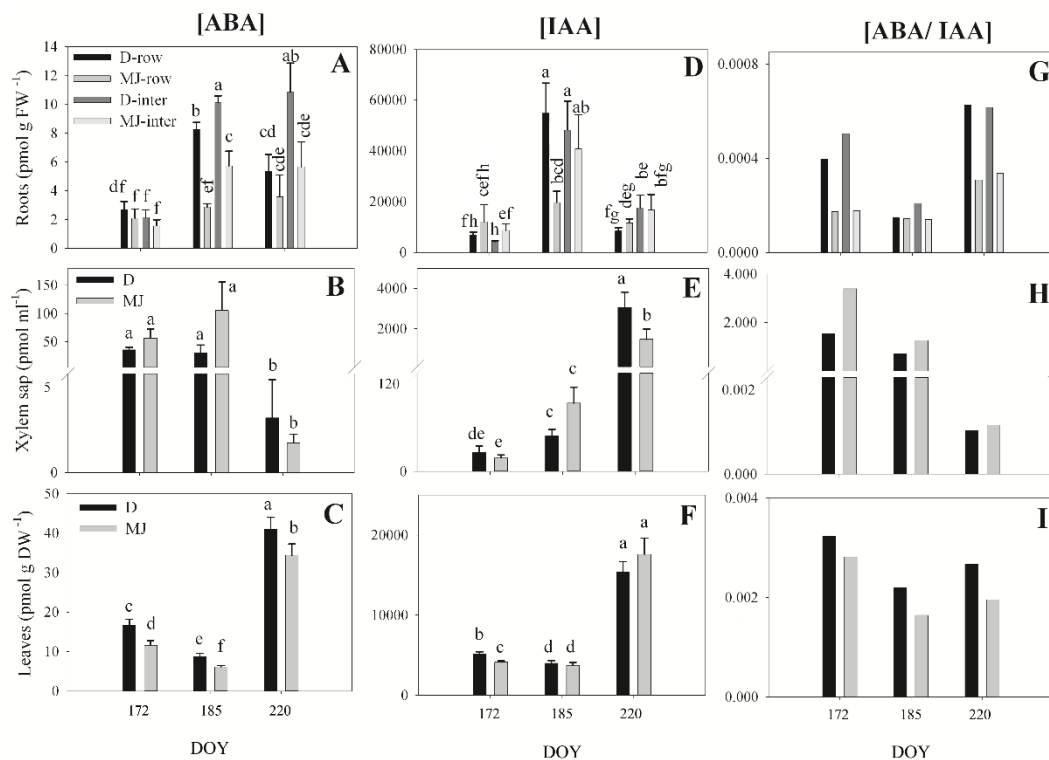 [ABA]
[IAA]
[ABA/ IAA]
Roots (pmol g FW⁻¹)
14
12
10
8
6
4
2
0
D-row
MJ-row
D-inter
MJ-inter
A
df
f
f
f
b
ef
a
c
cd
cde
ab
cde
80000
60000
40000
20000
0
D
fh
cefh
h
ef
a
bcd
a
ab
fg
deg
be
bfg
0.0008
0.0004
0.0000
G
Xylem sap (pmol ml⁻¹)
150
100
50
5
0
D
MJ
B
a
a
a
a
b
b
4000
2000
120
0
E
de
e
c
c
a
b
4.000
2.000
0.002
0.000
H
Leaves (pmol g DW⁻¹)
50
40
30
20
10
0
D
MJ
C
c
d
e
f
a
b
20000
10000
0
F
b
c
d
d
a
a
0.004
0.002
0.000
I
172
185
220
172
185
220
172
185
220
DOY
DOY
DOY